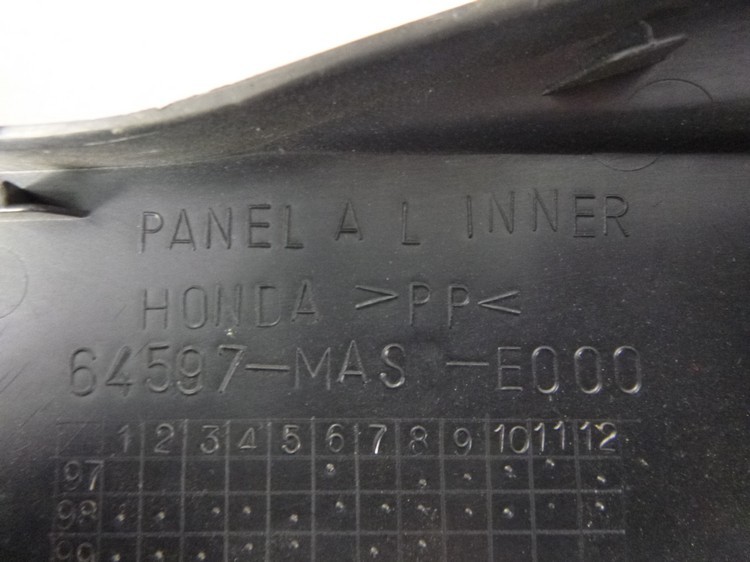 PANEL A L INNER
HONDA >PP<
64597-MAS-E000
1 2 3 4 5 6 7 8 9 10 11 12
97
98
99